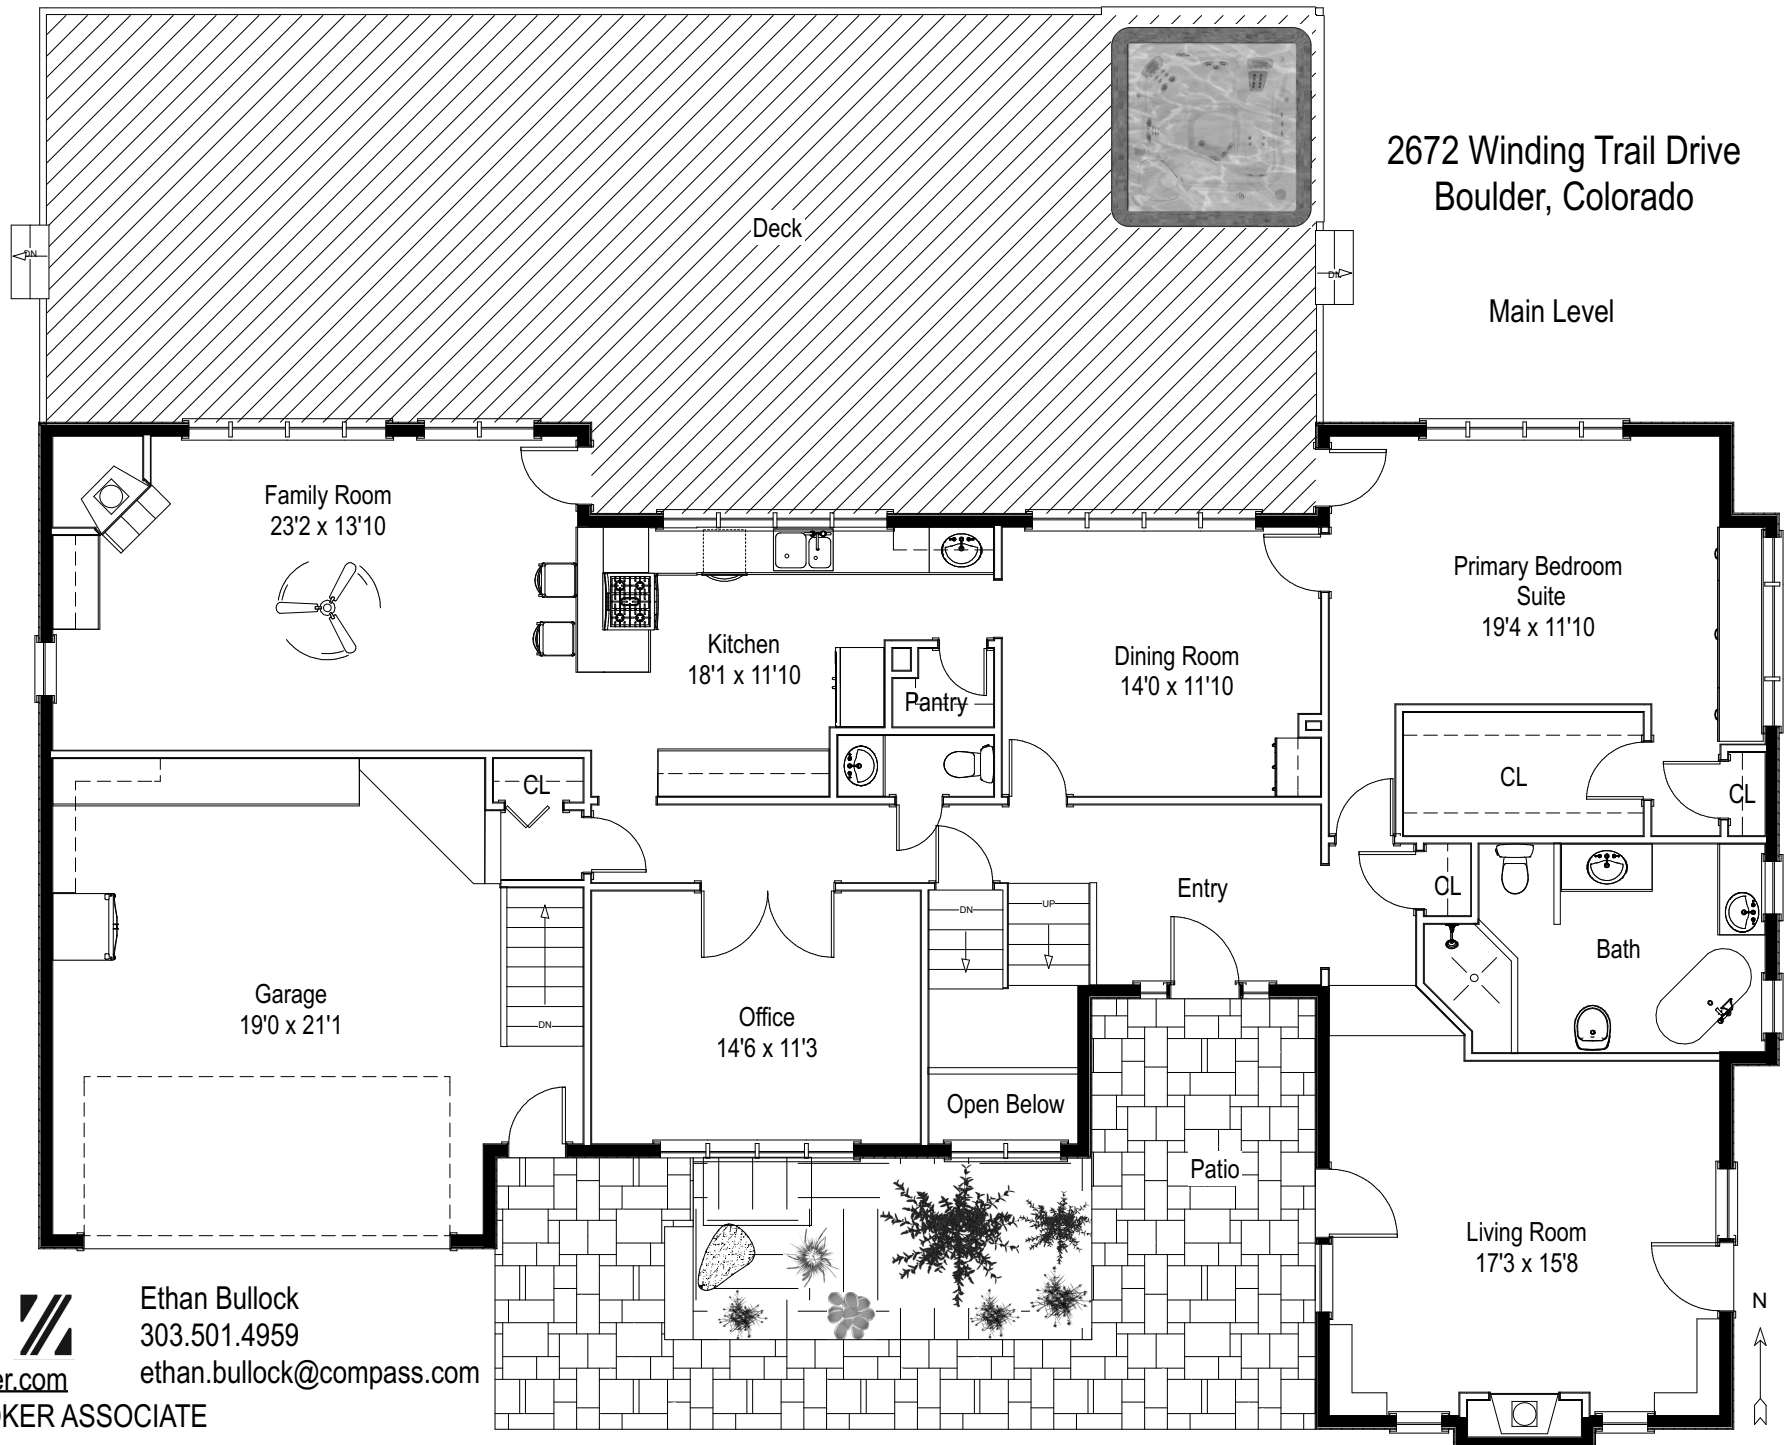 2672 Winding Trail Drive
Boulder, Colorado
Main Level
Deck
DN
DN
Family Room
23'2 x 13'10
Kitchen
18'1 x 11'10
Pantry
Dining Room
14'0 x 11'10
Primary Bedroom
Suite
19'4 x 11'10
CL
CL
CL
CL
Entry
DN
UP
Bath
Garage
19'0 x 21'1
DN
Office
14'6 x 11'3
Open Below
Patio
Living Room
17'3 x 15'8
N
Ethan Bullock
303.501.4959
ethan.bullock@compass.com
er.com
OKER ASSOCIATE